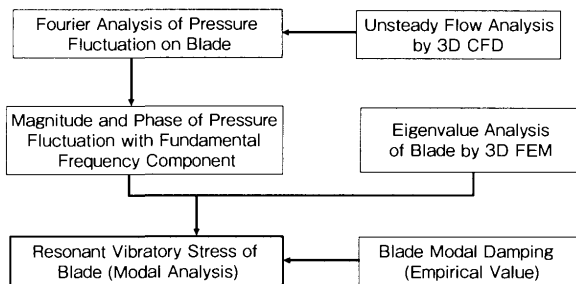 Fourier Analysis of Pressure
Fluctuation on Blade
Unsteady Flow Analysis
by 3D CFD
Magnitude and Phase of Pressure
Fluctuation with Fundamental
Frequency Component
Eigenvalue Analysis
of Blade by 3D FEM
Resonant Vibratory Stress of
Blade (Modal Analysis)
Blade Modal Damping
(Empirical Value)